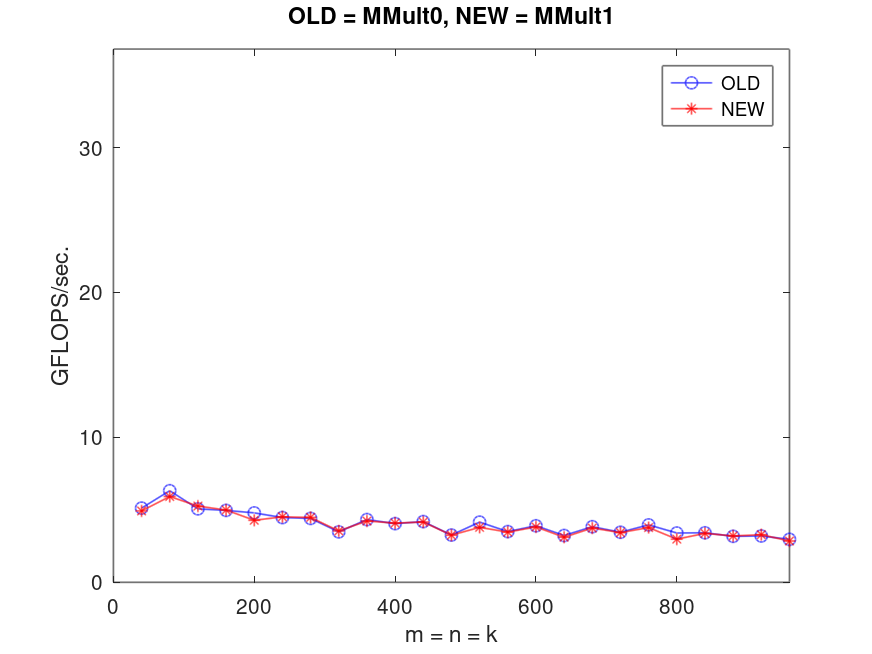 OLD = MMult0, NEW = MMult1
OLD
NEW
30
20
10
0
GFLOPS/sec.
0 200 400 600 800
m = n = k